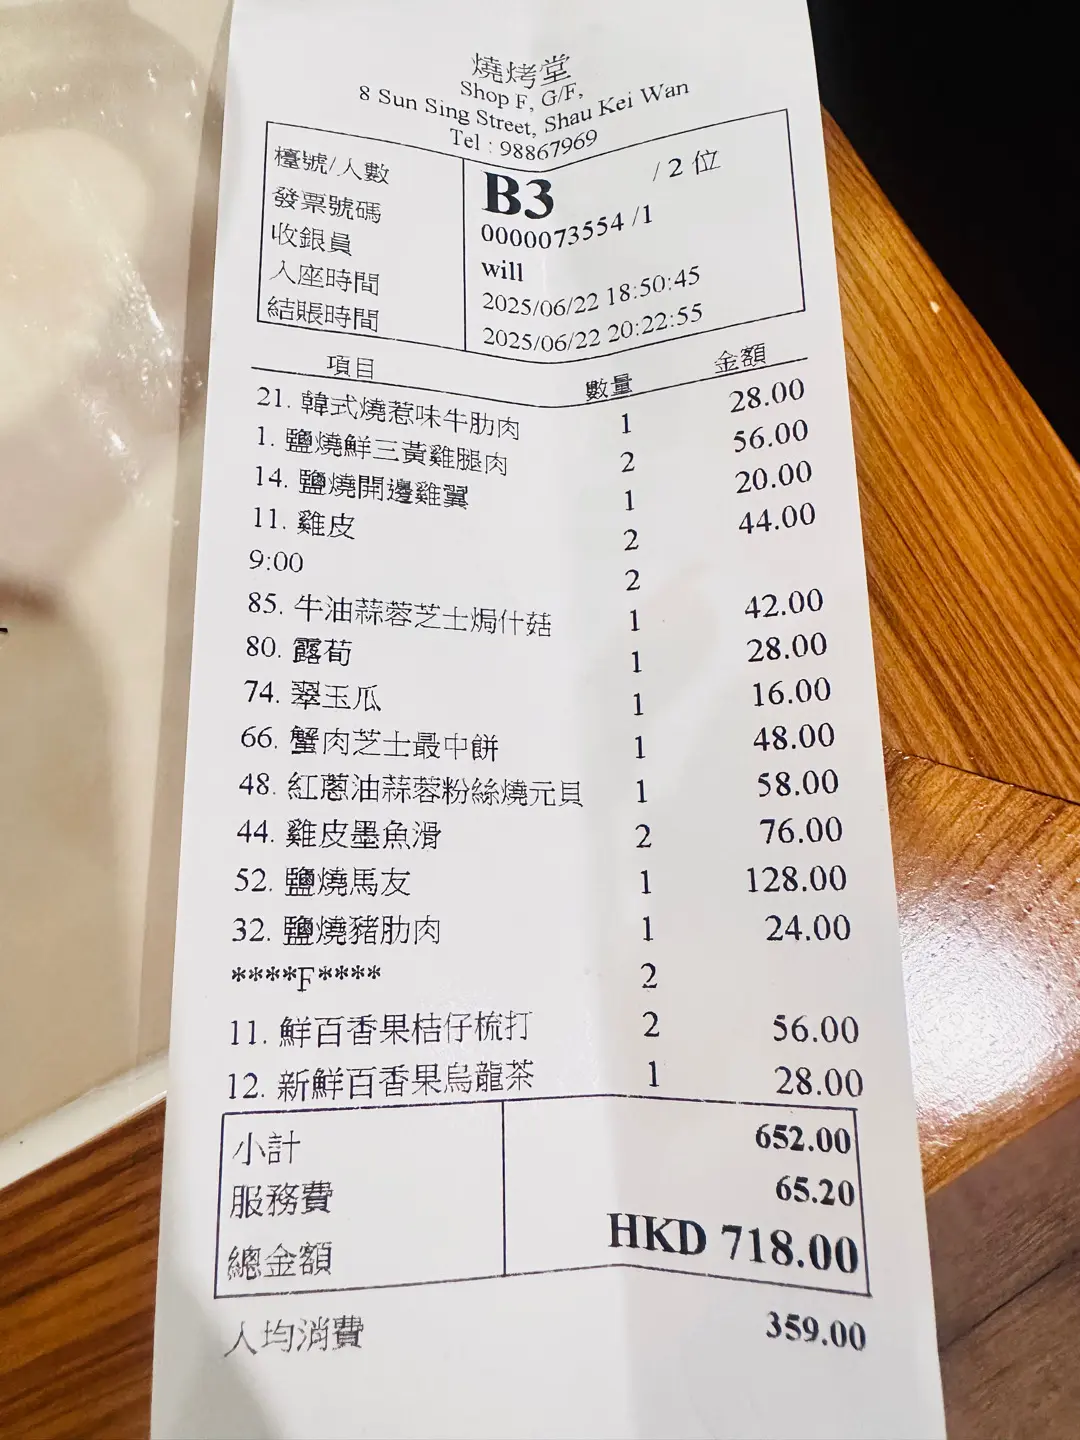 燒烤堂
Shop F, G/F,
8 Sun Sing Street, Shau Kei Wan
Tel : 98867969
檯號/人數 B3 / 2 位
發票號碼 0000073554 /1
收銀員 will
入座時間 2025/06/22 18:50:45
結賬時間 2025/06/22 20:22:55
項目 數量 金額
21. 韓式燒惹味牛肋肉 1 28.00
1. 鹽燒鮮三黃雞腿肉 2 56.00
14. 鹽燒開邊雞翼 1 20.00
11. 雞皮 2 44.00
9:00 2
85. 牛油蒜蓉芝士焗什菇 1 42.00
80. 露荀 1 28.00
74. 翠玉瓜 1 16.00
66. 蟹肉芝士最中餅 1 48.00
48. 紅蔥油蒜蓉粉絲燒元貝 1 58.00
44. 雞皮墨魚滑 2 76.00
52. 鹽燒馬友 1 128.00
32. 鹽燒豬肋肉 1 24.00
****F**** 2
11. 鮮百香果桔仔梳打 2 56.00
12. 新鮮百香果烏龍茶 1 28.00
小計 652.00
服務費 65.20
總金額 HKD 718.00
人均消費 359.00